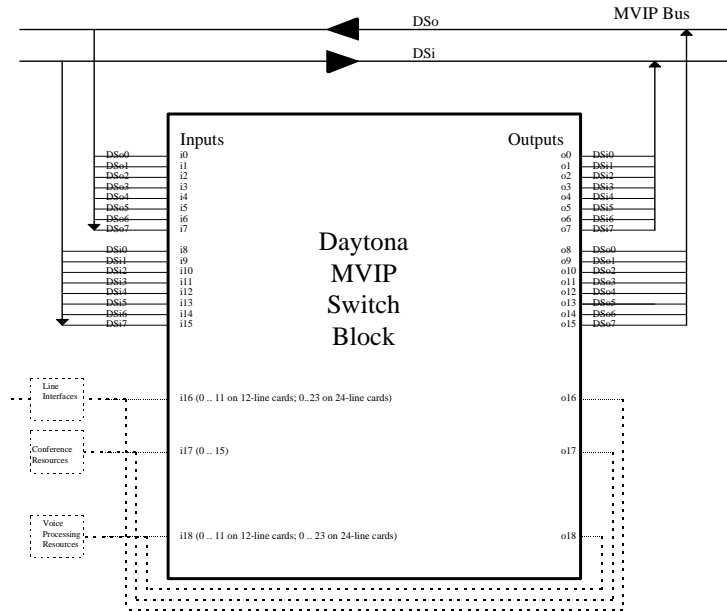 DSo
MVIP Bus
DSi
Inputs
Outputs
DSo0 i0
DSo1 i1
DSo2 i2
DSo3 i3
DSo4 i4
DSo5 i5
DSo6 i6
DSo7 i7
o0 DSi0
o1 DSi1
o2 DSi2
o3 DSi3
o4 DSi4
o5 DSi5
o6 DSi6
o7 DSi7
DSi0 i8
DSi1 i9
DSi2 i10
DSi3 i11
DSi4 i12
DSi5 i13
DSi6 i14
DSi7 i15
o8 DSo0
o9 DSo1
o10 DSo2
o11 DSo3
o12 DSo4
o13 DSo5
o14 DSo6
o15 DSo7
Daytona
MVIP
Switch
Block
Line
Interfaces
i16 (0 .. 11 on 12-line cards; 0..23 on 24-line cards)
o16
Conference
Resources
i17 (0 .. 15)
o17
Voice
Processing
Resources
i18 (0 .. 11 on 12-line cards; 0 .. 23 on 24-line cards)
o18